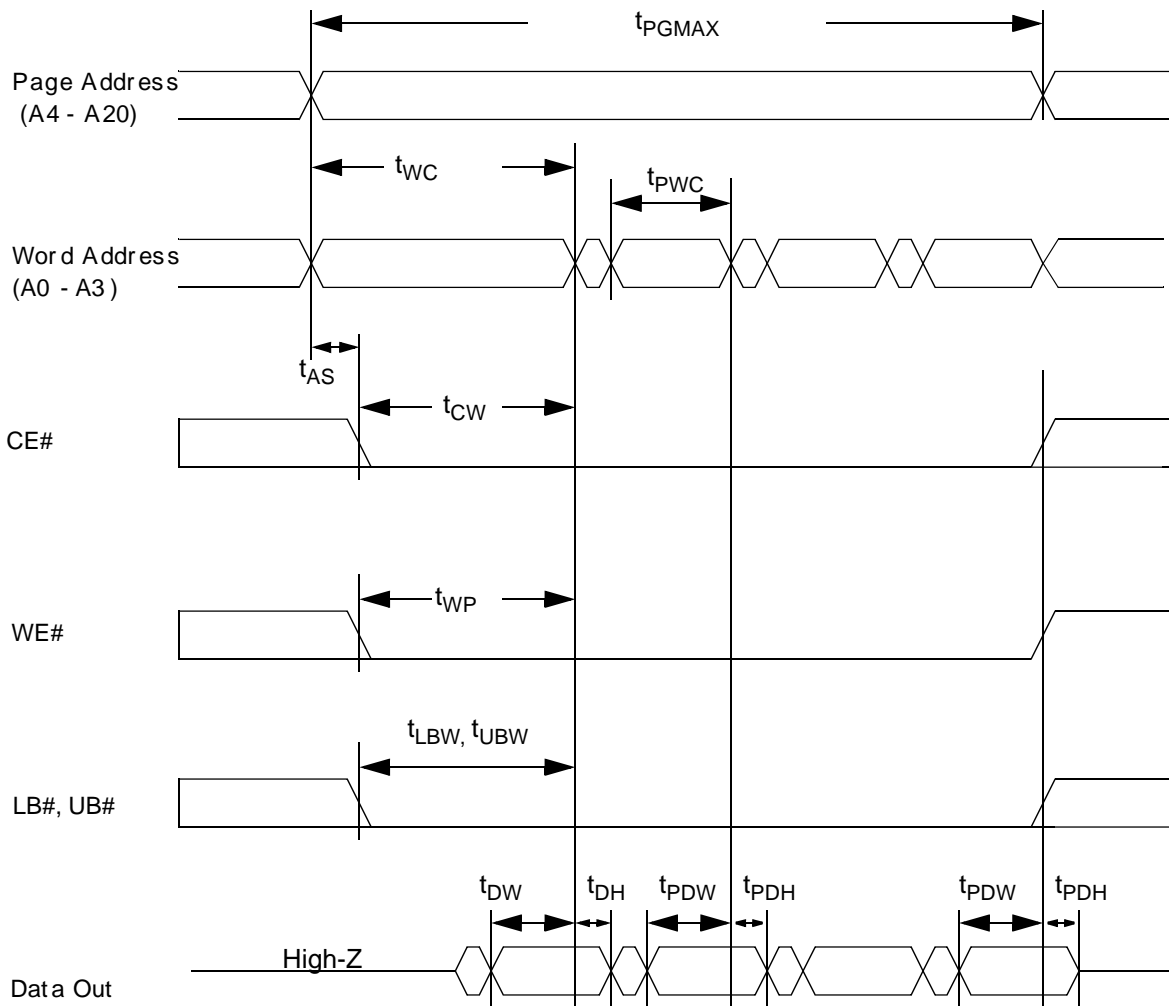 tPGMAX
Page Address
(A4 - A20)
tWC
tPWC
Word Address
(A0 - A3)
tAS
tCW
CE#
tWP
WE#
tLBW, tUBW
LB#, UB#
tDW
tDH
tPDW
tPDH
tPDW
tPDH
High-Z
Data Out